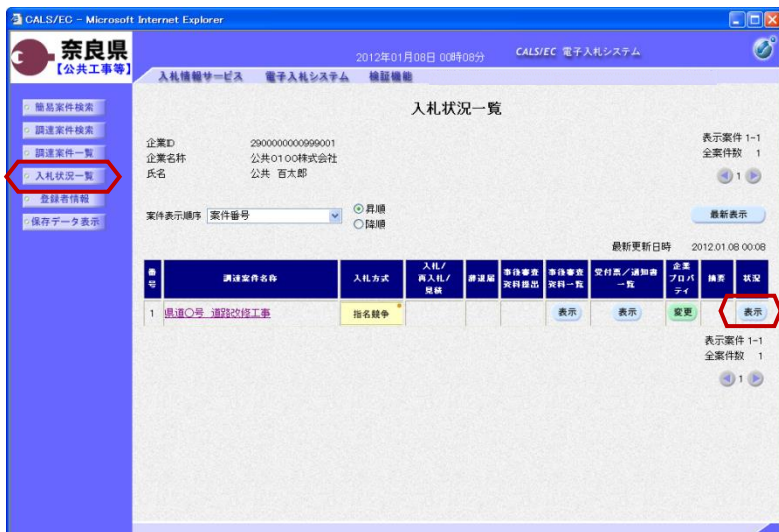 CALS/EC - Microsoft Internet Explorer
奈良県
【公共工事等】
2012年01月08日 00時08分
CALS/EC 電子入札システム
入札情報サービス 電子入札システム 検証機能
簡易案件検索
調達案件検索
調達案件一覧
入札状況一覧
登録者情報
保存データ表示
入札状況一覧
企業ID 2900000000999001
企業名称 公共0100株式会社
氏名 公共 百太郎
表示案件 1-1
全案件数 1
1
案件表示順序 案件番号
昇順
降順
最新表示
最新更新日時 2012.01.08 00:08
番号 調達案件名称 入札方式 入札/再入札/見積 辞退届 事後審査資料提出 事後審査資料一覧 受付票/通知書一覧 企業プロパティ 摘要 状況
1 県道○号 道路改修工事 指名競争 表示 表示 変更 表示
表示案件 1-1
全案件数 1
1